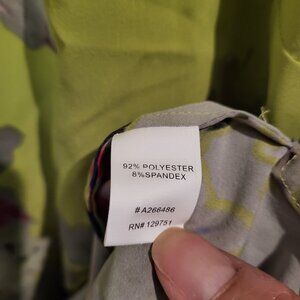 92% POLYESTER
8%SPANDEX
#A266486
RN# 129751